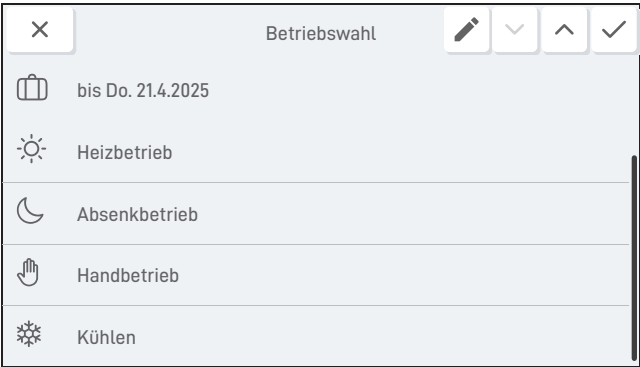 Betriebswahl
bis Do. 21.4.2025
Heizbetrieb
Absenkbetrieb
Handbetrieb
Kühlen